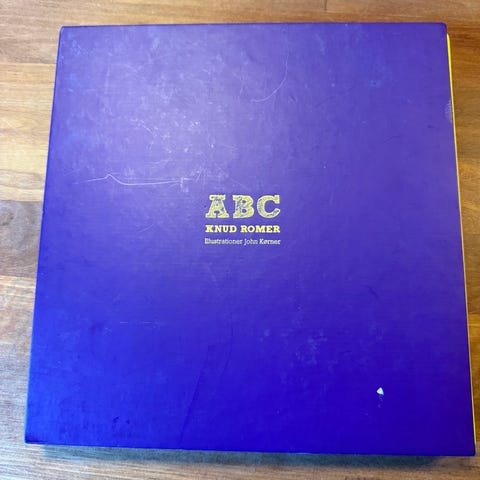 ABC
KNUD ROMER
Illustrationer John Kørner